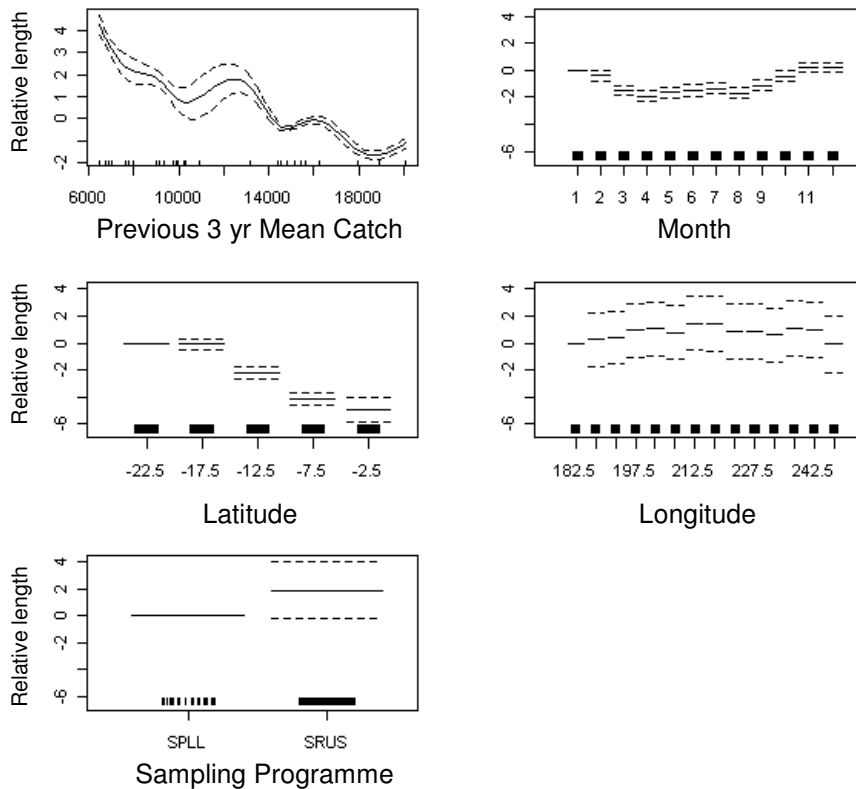 Relative length
4
3
2
1
0
-2
6000 10000 14000 18000
Previous 3 yr Mean Catch
4
2
0
-2
-6
1 2 3 4 5 6 7 8 9 11
Month
Relative length
4
2
0
-2
-6
-22.5 -17.5 -12.5 -7.5 -2.5
Latitude
Relative length
4
2
0
-2
-6
182.5 197.5 212.5 227.5 242.5
Longitude
Relative length
4
2
0
-2
-6
SPLL SRUS
Sampling Programme